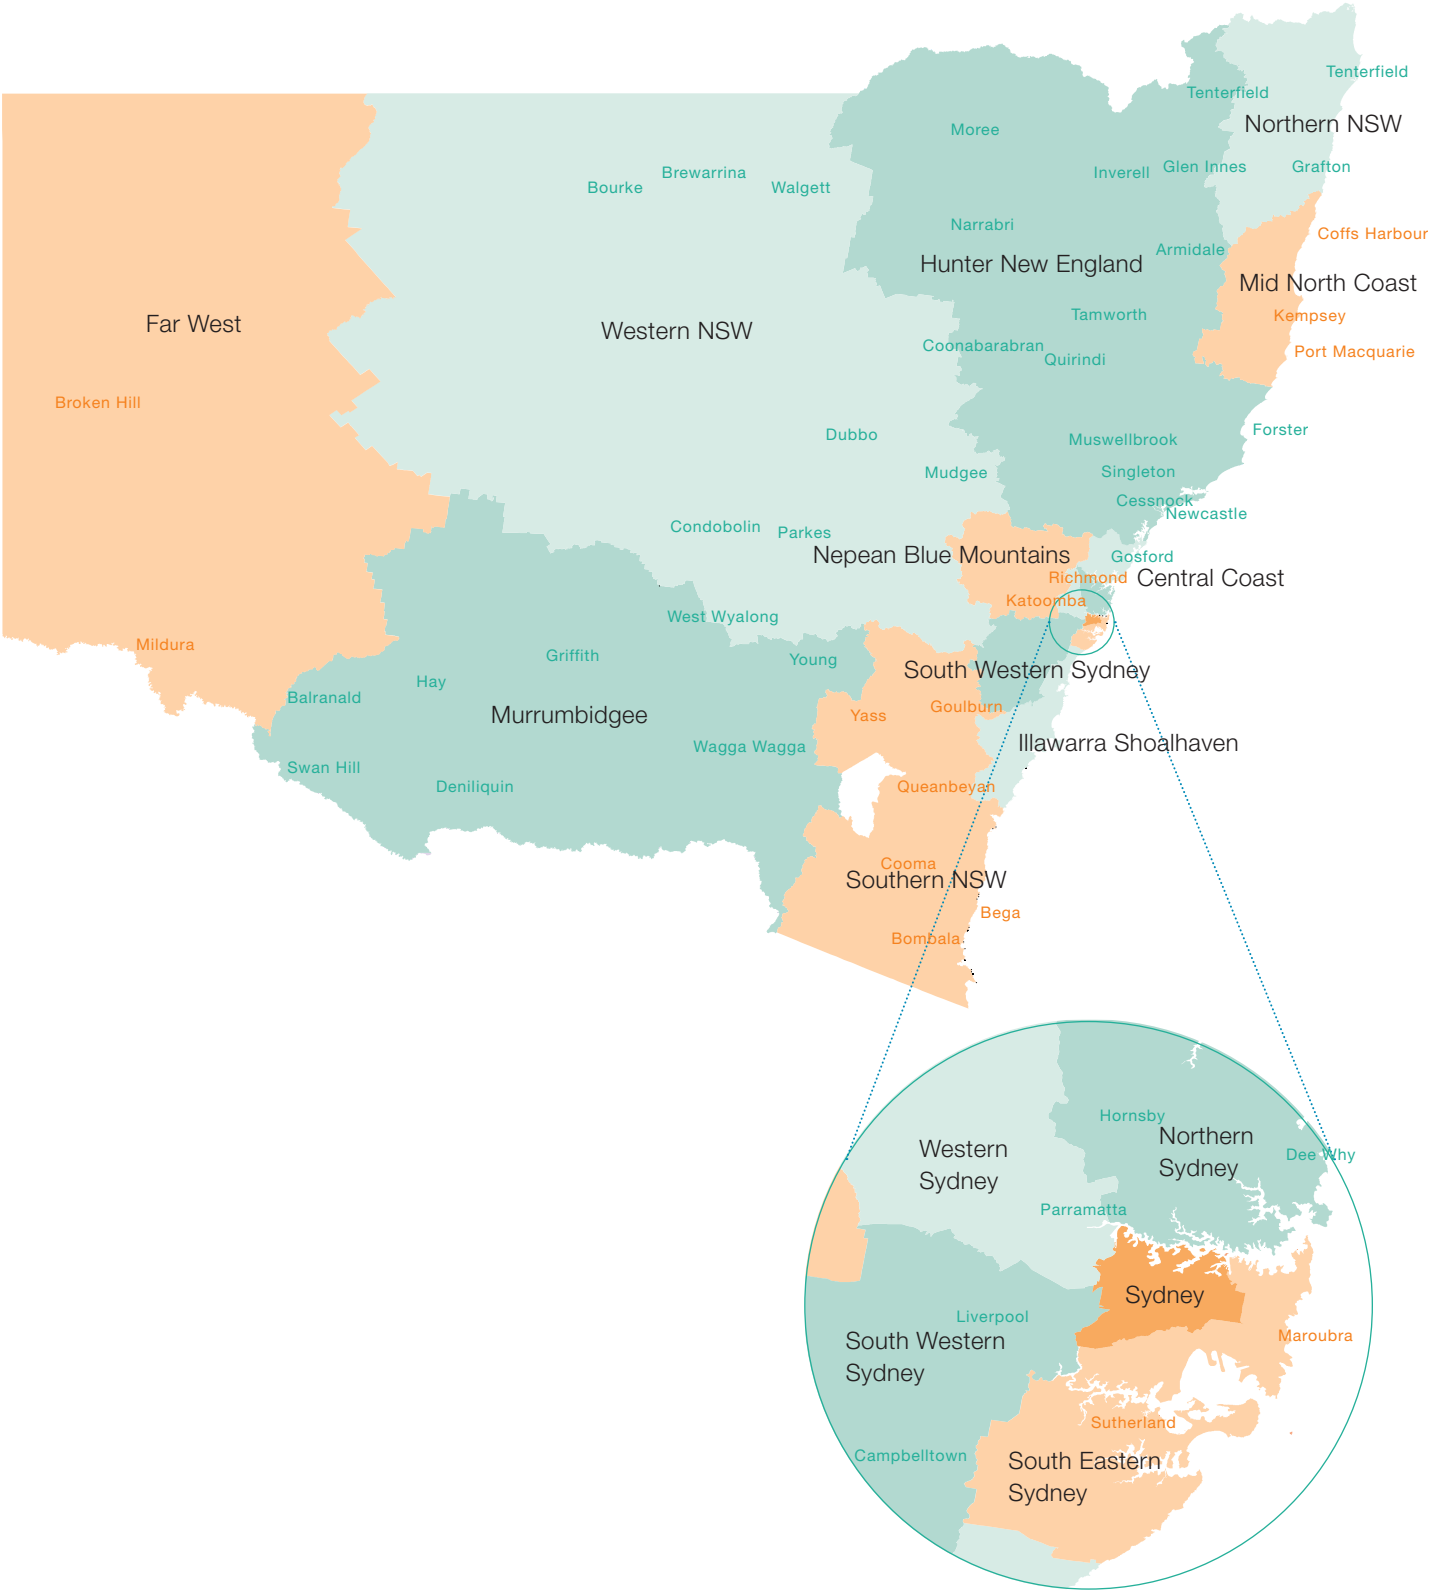 Tenterfield
Tenterfield
Northern NSW
Moree
Glen Innes
Grafton
Inverell
Brewarrina
Bourke
Walgett
Narrabri
Coffs Harbour
Armidale
Hunter New England
Mid North Coast
Tamworth
Kempsey
Far West
Western NSW
Coonabarabran
Quirindi
Port Macquarie
Broken Hill
Dubbo
Forster
Muswellbrook
Mudgee
Singleton
Cessnock
Newcastle
Condobolin
Parkes
Nepean Blue Mountains
Gosford
Richmond
Central Coast
Katoomba
West Wyalong
Mildura
Griffith
Young
South Western Sydney
Hay
Balranald
Goulburn
Murrumbidgee
Yass
Wagga Wagga
Illawarra Shoalhaven
Swan Hill
Deniliquin
Queanbeyan
Cooma
Southern NSW
Bega
Bombala
Hornsby
Northern
Sydney
Dee Why
Western
Sydney
Parramatta
Sydney
Liverpool
Maroubra
South Western
Sydney
Sutherland
Campbelltown
South Eastern
Sydney